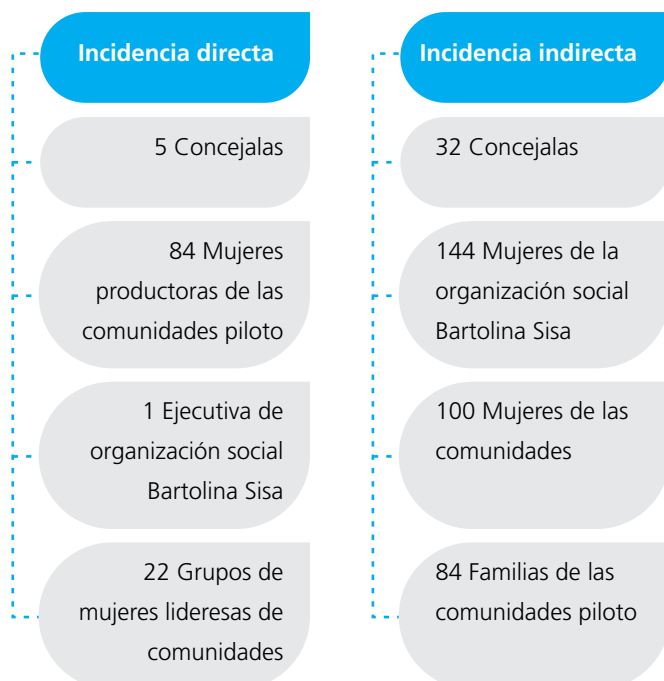 Incidencia directa
5 Concejalas
84 Mujeres
productoras de las
comunidades piloto
1 Ejecutiva de
organización social
Bartolina Sisa
22 Grupos de
mujeres lideresas de
comunidades
Incidencia indirecta
32 Concejalas
144 Mujeres de la
organización social
Bartolina Sisa
100 Mujeres de las
comunidades
84 Familias de las
comunidades piloto